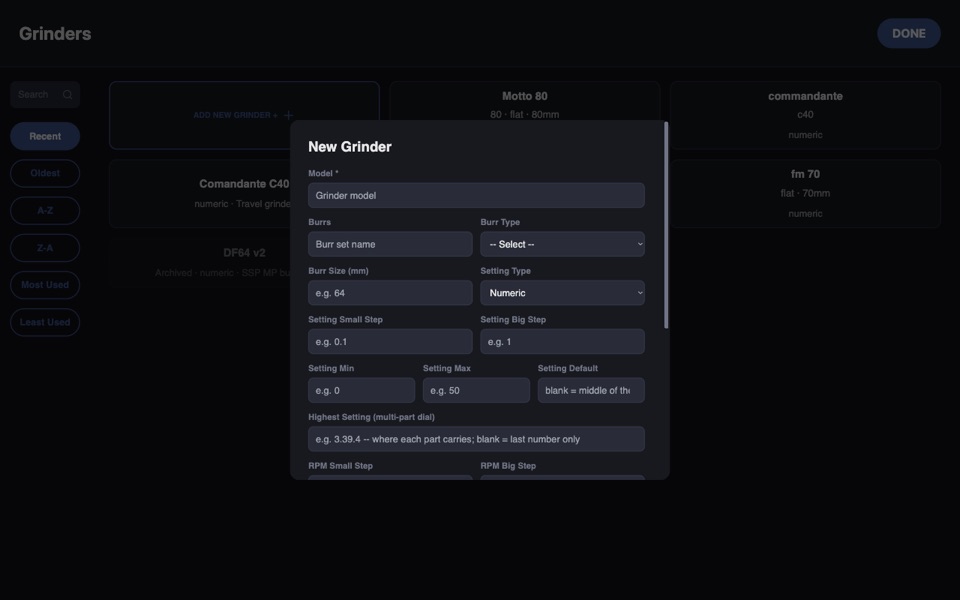 Grinders
DONE
Search
ADD NEW GRINDER +
Motto 80
80 · flat · 80mm
commandante
c40
numeric
Recent
Oldest
A-Z
Z-A
Most Used
Least Used
Comandante C40
numeric · Travel grinde
fm 70
flat · 70mm
numeric
DF64 v2
Archived · numeric · SSP MP bu
New Grinder
Model *
Grinder model
Burrs
Burr Type
Burr set name
-- Select --
Burr Size (mm)
Setting Type
e.g. 64
Numeric
Setting Small Step
Setting Big Step
e.g. 0.1
e.g. 1
Setting Min
Setting Max
Setting Default
e.g. 0
e.g. 50
blank = middle of the
Highest Setting (multi-part dial)
e.g. 3.39.4 -- where each part carries; blank = last number only
RPM Small Step
RPM Big Step